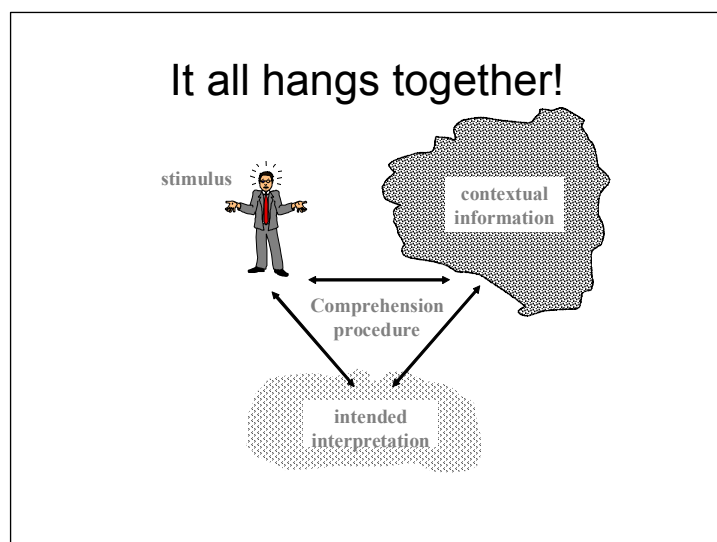 It all hangs together!
stimulus
contextual
information
Comprehension
procedure
intended
interpretation